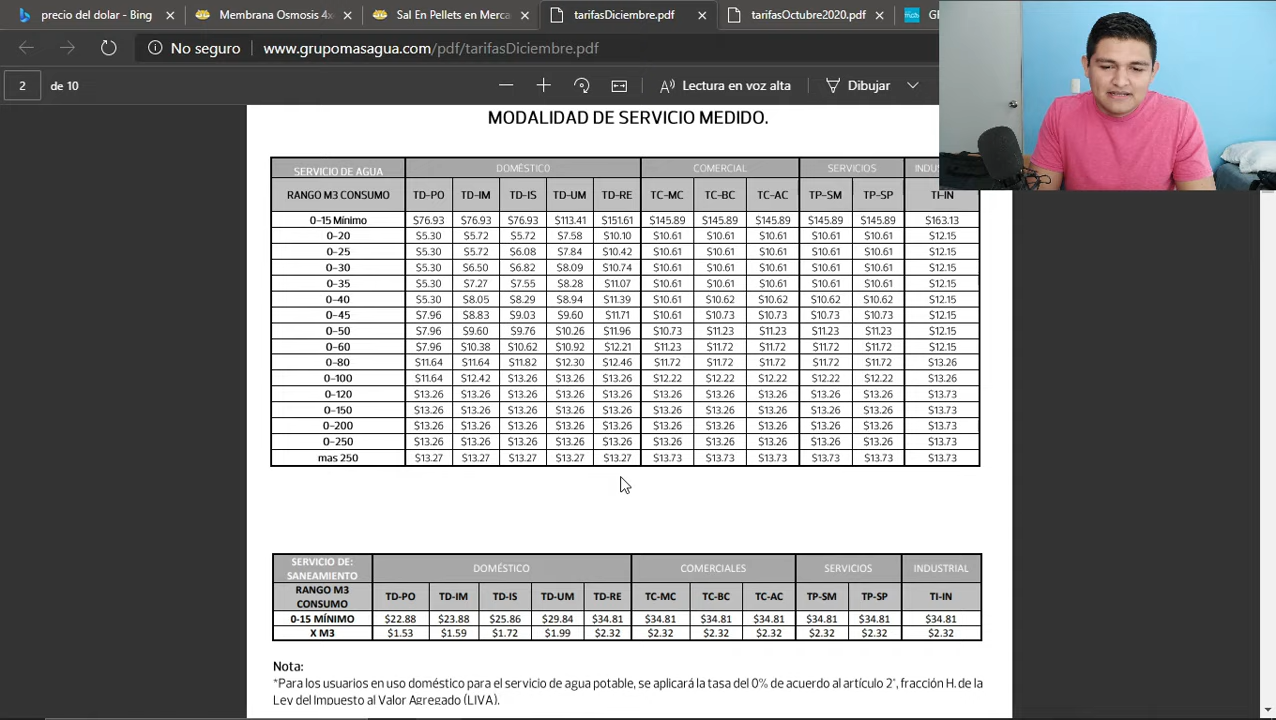 precio del dolar - Bing
Membrana Osmosis 4x
Sal En Pellets en Merca
tarifasDiciembre.pdf
tarifasOctubre2020.pdf
No seguro www.grupomasagua.com/pdf/tarifasDiciembre.pdf
2 de 10 Lectura en voz alta Dibujar
MODALIDAD DE SERVICIO MEDIDO.
SERVICIO DE AGUA DOMÉSTICO COMERCIAL SERVICIOS
RANGO M3 CONSUMO TD-PO TD-IM TD-IS TD-UM TD-RE TC-MC TC-BC TC-AC TP-SM TP-SP TI-IN
0-15 Mínimo $76.93 $76.93 $76.93 $113.41 $151.61 $145.89 $145.89 $145.89 $145.89 $145.89 $163.13
0-20 $5.30 $5.72 $5.72 $7.58 $10.10 $10.61 $10.61 $10.61 $10.61 $10.61 $12.15
0-25 $5.30 $5.72 $6.08 $7.84 $10.42 $10.61 $10.61 $10.61 $10.61 $10.61 $12.15
0-30 $5.30 $6.50 $6.82 $8.09 $10.74 $10.61 $10.61 $10.61 $10.61 $10.61 $12.15
0-35 $5.30 $7.27 $7.55 $8.28 $11.07 $10.61 $10.61 $10.61 $10.61 $10.61 $12.15
0-40 $5.30 $8.05 $8.29 $8.94 $11.39 $10.61 $10.62 $10.62 $10.62 $10.62 $12.15
0-45 $7.96 $8.83 $9.03 $9.60 $11.71 $10.61 $10.73 $10.73 $10.73 $10.73 $12.15
0-50 $7.96 $9.60 $9.76 $10.26 $11.96 $10.73 $11.23 $11.23 $11.23 $11.23 $12.15
0-60 $7.96 $10.38 $10.62 $10.92 $12.21 $11.23 $11.72 $11.72 $11.72 $11.72 $12.15
0-80 $11.64 $11.64 $11.82 $12.30 $12.46 $11.72 $11.72 $11.72 $11.72 $11.72 $13.26
0-100 $11.64 $12.42 $13.26 $13.26 $13.26 $12.22 $12.22 $12.22 $12.22 $12.22 $13.26
0-120 $13.26 $13.26 $13.26 $13.26 $13.26 $13.26 $13.26 $13.26 $13.26 $13.26 $13.73
0-150 $13.26 $13.26 $13.26 $13.26 $13.26 $13.26 $13.26 $13.26 $13.26 $13.26 $13.73
0-200 $13.26 $13.26 $13.26 $13.26 $13.26 $13.26 $13.26 $13.26 $13.26 $13.26 $13.73
0-250 $13.26 $13.26 $13.26 $13.26 $13.26 $13.26 $13.26 $13.26 $13.26 $13.26 $13.73
mas 250 $13.27 $13.27 $13.27 $13.27 $13.27 $13.73 $13.73 $13.73 $13.73 $13.73 $13.73
SERVICIO DE: SANEAMIENTO DOMÉSTICO COMERCIALES SERVICIOS INDUSTRIAL
RANGO M3 CONSUMO TD-PO TD-IM TD-IS TD-UM TD-RE TC-MC TC-BC TC-AC TP-SM TP-SP TI-IN
0-15 MÍNIMO $22.88 $23.88 $25.86 $29.84 $34.81 $34.81 $34.81 $34.81 $34.81 $34.81 $34.81
X M3 $1.53 $1.59 $1.72 $1.99 $2.32 $2.32 $2.32 $2.32 $2.32 $2.32 $2.32
Nota:
*Para los usuarios en uso doméstico para el servicio de agua potable, se aplicará la tasa del 0% de acuerdo al artículo 2°, fracción H. de la
Ley del Impuesto al Valor Agregado (LIVA).